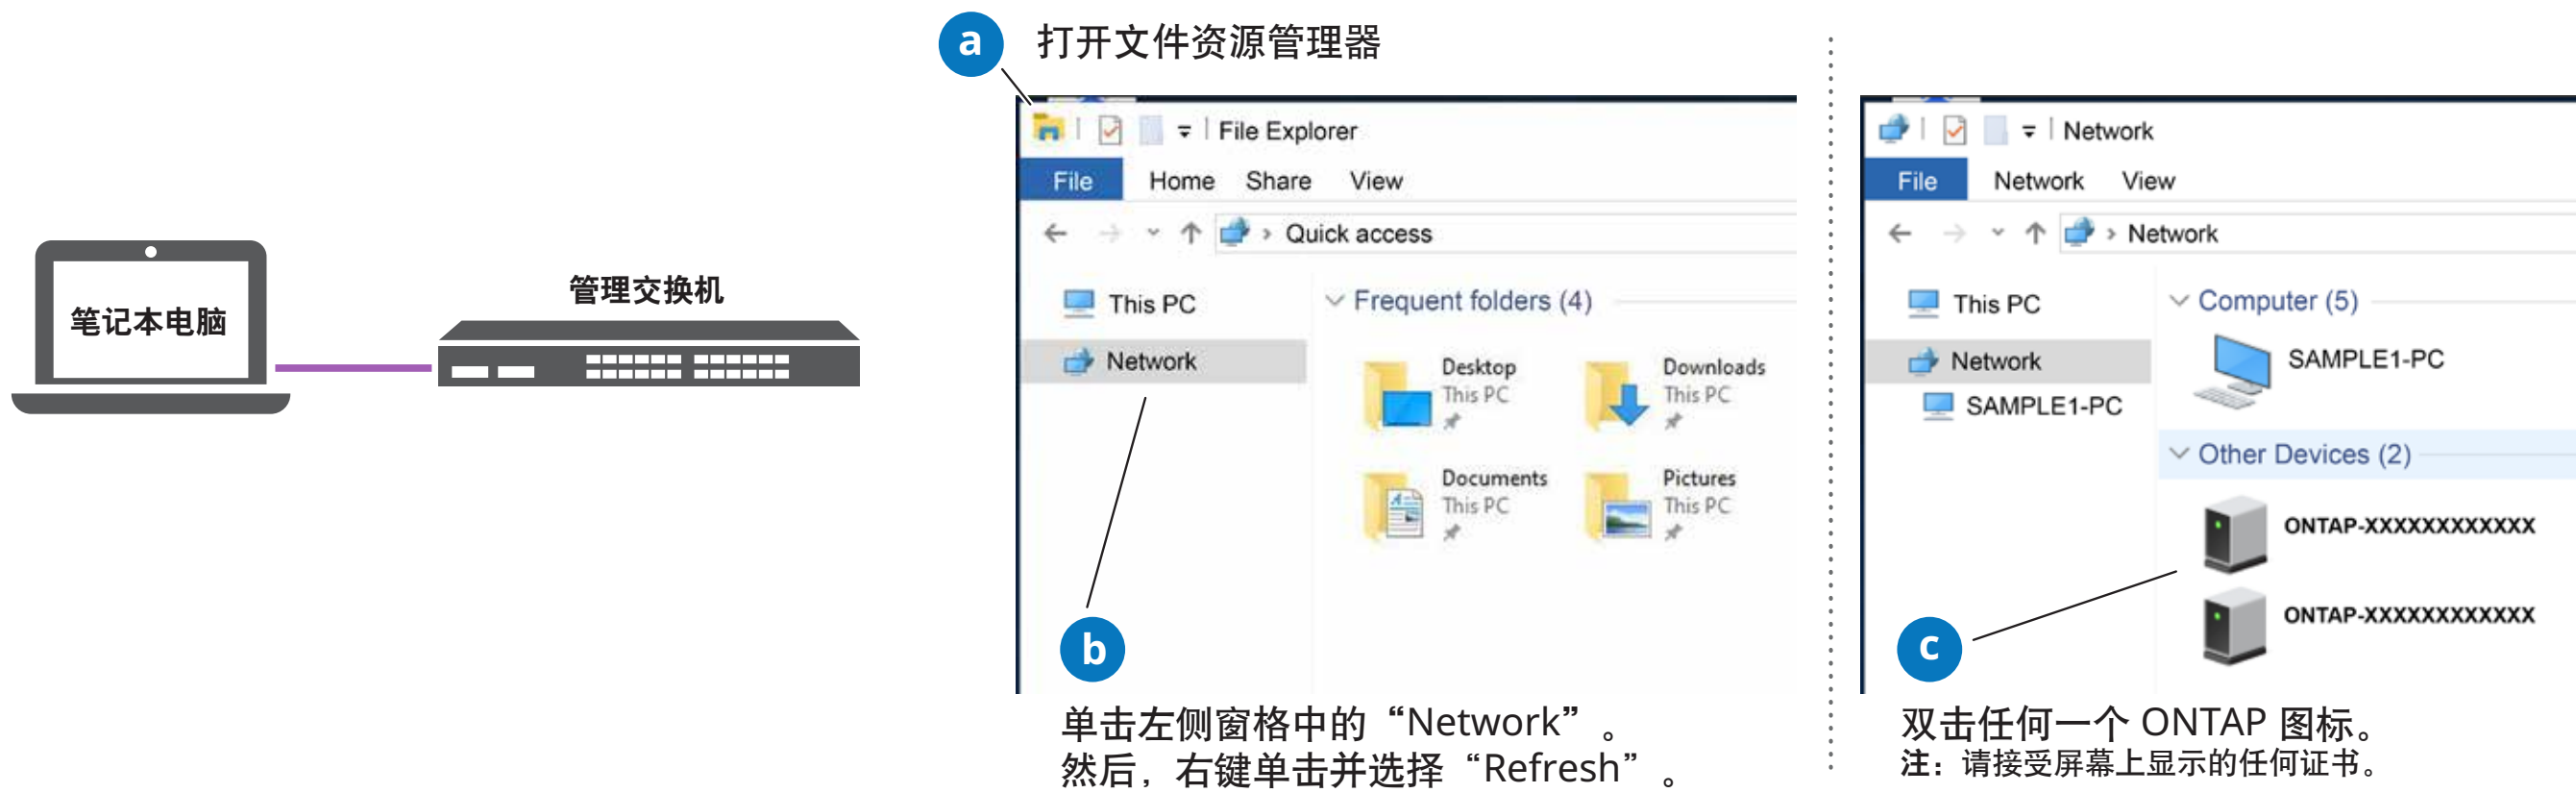 笔记本电脑
管理交换机
a
打开文件资源管理器
File Explorer
File Home Share View
Quick access
This PC
Network
Frequent folders (4)
Desktop
This PC
Downloads
This PC
Documents
This PC
Pictures
This PC
b
单击左侧窗格中的“Network”。
然后，右键单击并选择“Refresh”。
Network
File Network View
Network
This PC
Network
SAMPLE1-PC
Computer (5)
SAMPLE1-PC
Other Devices (2)
ONTAP-XXXXXXXXXXXX
ONTAP-XXXXXXXXXXXX
c
双击任何一个 ONTAP 图标。
注：请接受屏幕上显示的任何证书。